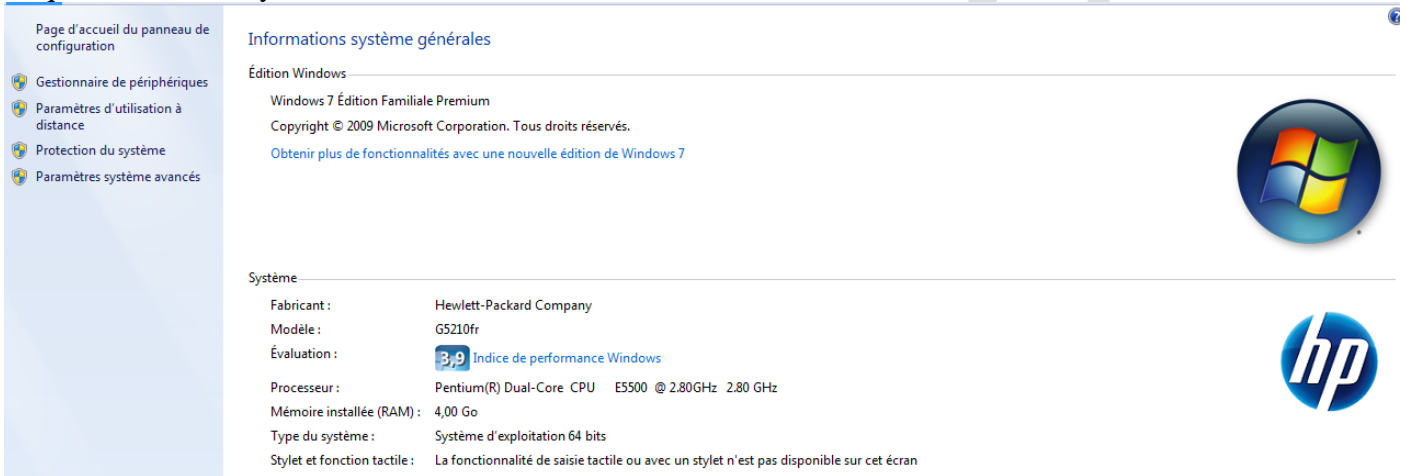 Page d'accueil du panneau de
configuration
Gestionnaire de périphériques
Paramètres d'utilisation à
distance
Protection du système
Paramètres système avancés
Informations système générales
Édition Windows
Windows 7 Édition Familiale Premium
Copyright © 2009 Microsoft Corporation. Tous droits réservés.
Obtenir plus de fonctionnalités avec une nouvelle édition de Windows 7
Système
Fabricant : Hewlett-Packard Company
Modèle : G5210fr
Évaluation : 3,9 Indice de performance Windows
Processeur : Pentium(R) Dual-Core CPU E5500 @ 2.80GHz 2.80 GHz
Mémoire installée (RAM) : 4,00 Go
Type du système : Système d'exploitation 64 bits
Stylet et fonction tactile : La fonctionnalité de saisie tactile ou avec un stylet n'est pas disponible sur cet écran
hp